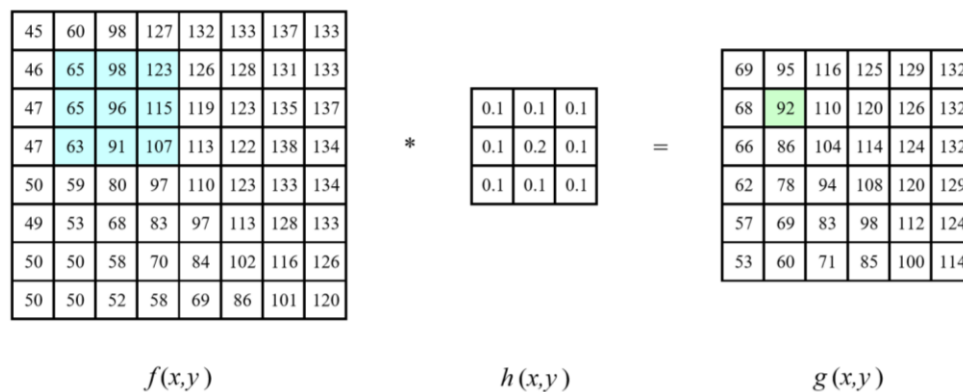 45 60 98 127 132 133 137 133
46 65 98 123 126 128 131 133
47 65 96 115 119 123 135 137
47 63 91 107 113 122 138 134
50 59 80 97 110 123 133 134
49 53 68 83 97 113 128 133
50 50 58 70 84 102 116 126
50 50 52 58 69 86 101 120
f(x,y)
*
0.1 0.1 0.1
0.1 0.2 0.1
0.1 0.1 0.1
h(x,y)
=
69 95 116 125 129 132
68 92 110 120 126 132
66 86 104 114 124 132
62 78 94 108 120 129
57 69 83 98 112 124
53 60 71 85 100 114
g(x,y)